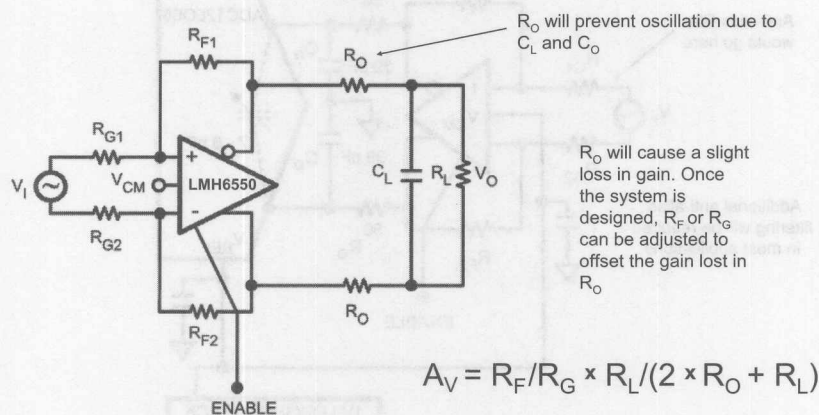 R_O will prevent oscillation due to
C_L and C_O
R_F1
R_O
R_G1
+
V_I
V_CM
LMH6550
C_L
R_L
V_O
-
R_G2
R_O
R_F2
ENABLE
R_O will cause a slight
loss in gain. Once
the system is
designed, R_F or R_G
can be adjusted to
offset the gain lost in
R_O
A_V = R_F/R_G x R_L/(2 x R_O + R_L)